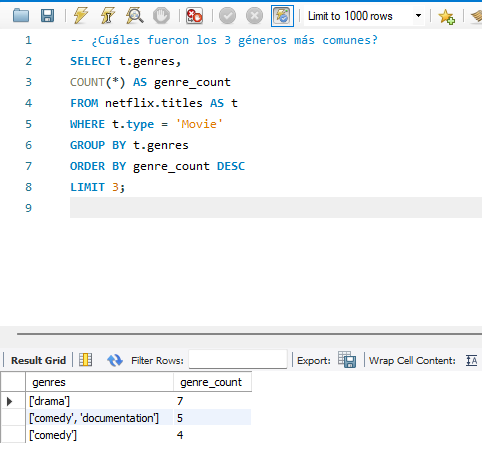 Limit to 1000 rows
1 -- ¿Cuáles fueron los 3 géneros más comunes?
2 SELECT t.genres,
3 COUNT(*) AS genre_count
4 FROM netflix.titles AS t
5 WHERE t.type = 'Movie'
6 GROUP BY t.genres
7 ORDER BY genre_count DESC
8 LIMIT 3;
9
Result Grid Filter Rows: Export: Wrap Cell Content:
genres genre_count
['drama'] 7
['comedy', 'documentation'] 5
['comedy'] 4